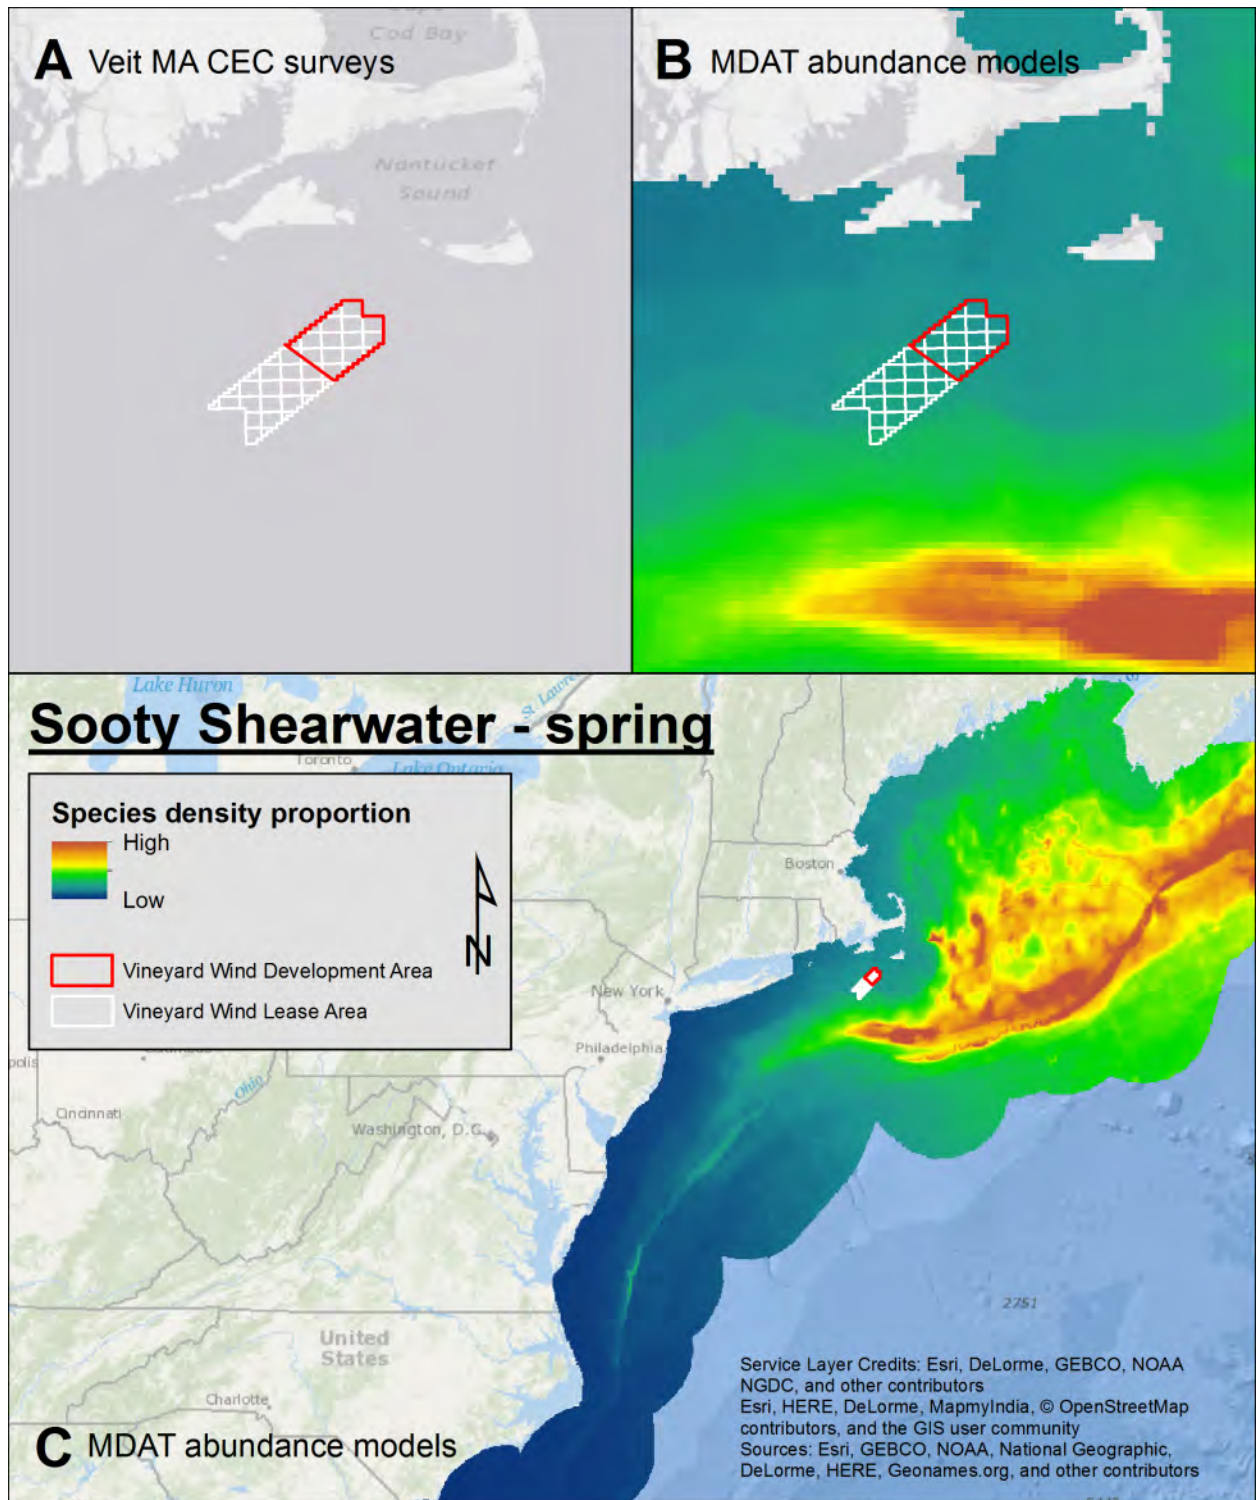 Cod Bay
A Veit MA CEC surveys
Nantucket
Sound
B MDAT abundance models
Lake Huron
St. Lawre
Sooty Shearwater - spring
Toronto
Lake Ontario
Species density proportion
High
Low
N
Vineyard Wind Development Area
Vineyard Wind Lease Area
Boston
New York
Philadelphia
Columbus
polis
Ohio
Cincinnati
Washington, D.C.
2751
United
States
Charlotte
Service Layer Credits: Esri, DeLorme, GEBCO, NOAA
NGDC, and other contributors
Esri, HERE, DeLorme, MapmyIndia, © OpenStreetMap
contributors, and the GIS user community
Sources: Esri, GEBCO, NOAA, National Geographic,
DeLorme, HERE, Geonames.org, and other contributors
C MDAT abundance models